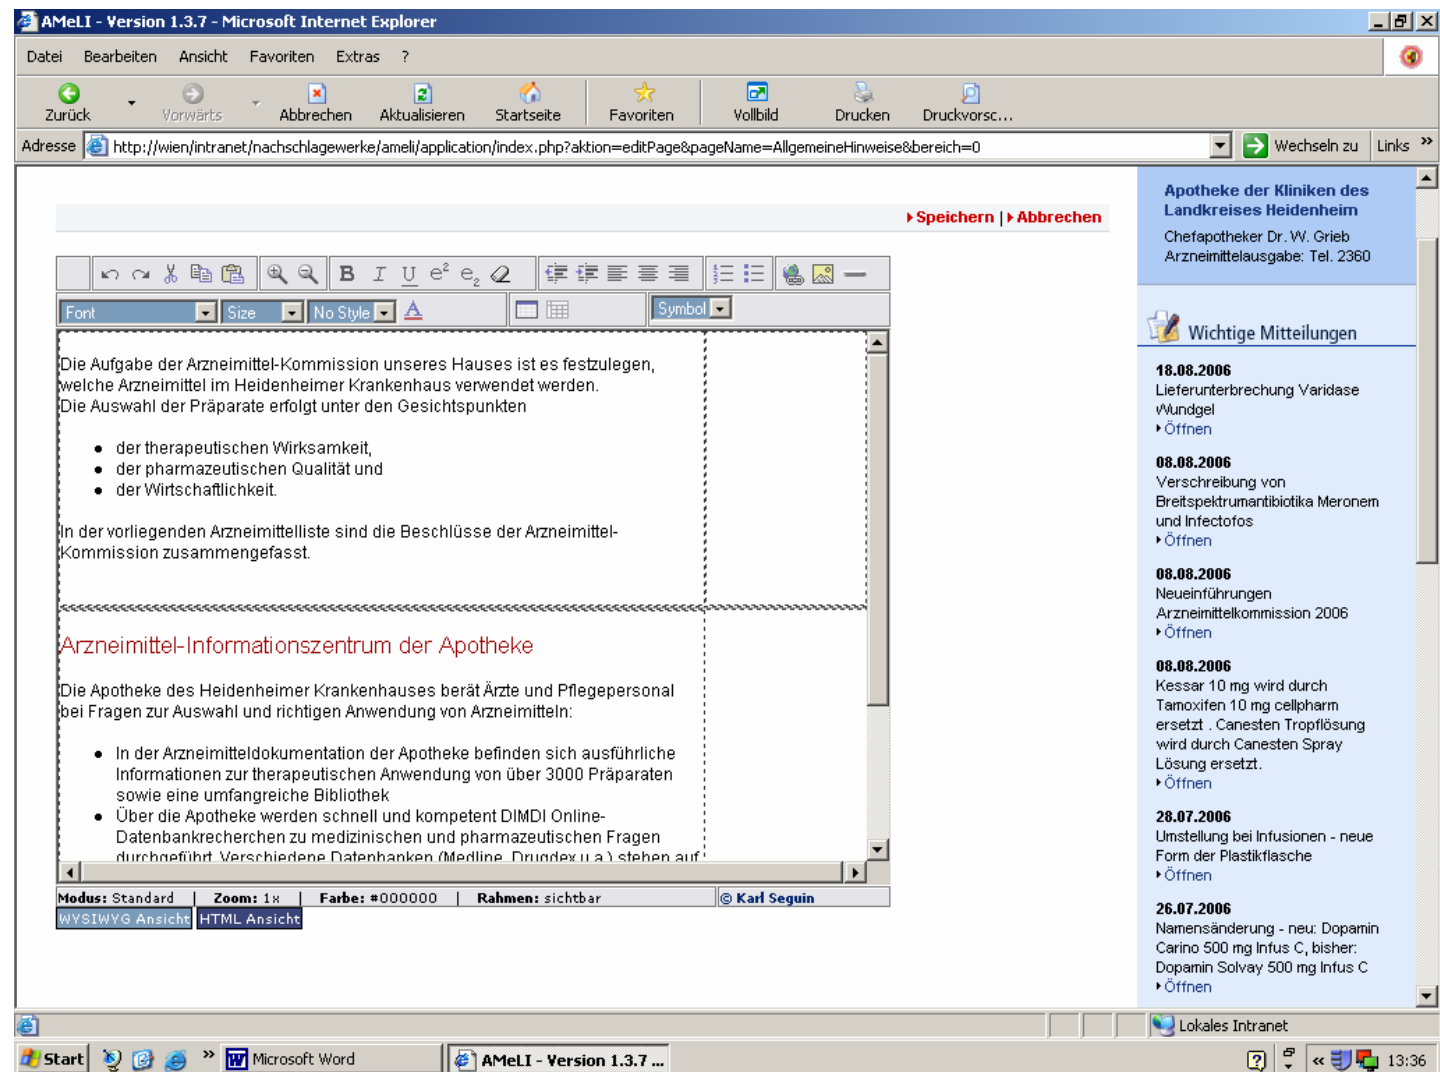 AMeLI - Version 1.3.7 - Microsoft Internet Explorer
Datei Bearbeiten Ansicht Favoriten Extras ?
Zurück Vorwärts Abbrechen Aktualisieren Startseite Favoriten Vollbild Drucken Druckvorsc...
Adresse http://wien/intranet/nachschlagewerke/ameli/application/index.php?aktion=editPage&pageName=AllgemeineHinweise&bereich=0 Wechseln zu Links »
Speichern | Abbrechen
B I U e² e₂
Font Size No Style A Symbol
Die Aufgabe der Arzneimittel-Kommission unseres Hauses ist es festzulegen,
welche Arzneimittel im Heidenheimer Krankenhaus verwendet werden.
Die Auswahl der Präparate erfolgt unter den Gesichtspunkten
● der therapeutischen Wirksamkeit,
● der pharmazeutischen Qualität und
● der Wirtschaftlichkeit.
In der vorliegenden Arzneimittelliste sind die Beschlüsse der Arzneimittel-
Kommission zusammengefasst.
Arzneimittel-Informationszentrum der Apotheke
Die Apotheke des Heidenheimer Krankenhauses berät Ärzte und Pflegepersonal
bei Fragen zur Auswahl und richtigen Anwendung von Arzneimitteln:
● In der Arzneimitteldokumentation der Apotheke befinden sich ausführliche
Informationen zur therapeutischen Anwendung von über 3000 Präparaten
sowie eine umfangreiche Bibliothek
● Über die Apotheke werden schnell und kompetent DIMDI Online-
Datenbankrecherchen zu medizinischen und pharmazeutischen Fragen
durchgeführt. Verschiedene Datenbanken (Medline, Drugdex u.a.) stehen auf
Modus: Standard | Zoom: 1x | Farbe: #000000 | Rahmen: sichtbar © Karl Seguin
WYSIWYG Ansicht HTML Ansicht
Apotheke der Kliniken des
Landkreises Heidenheim
Chefapotheker Dr. W. Grieb
Arzneimittelausgabe: Tel. 2360
Wichtige Mitteilungen
18.08.2006
Lieferunterbrechung Varidase
Wundgel
Öffnen
08.08.2006
Verschreibung von
Breitspektrumantibiotika Meronem
und Infectofos
Öffnen
08.08.2006
Neueinführungen
Arzneimittelkommission 2006
Öffnen
08.08.2006
Kessar 10 mg wird durch
Tamoxifen 10 mg cellpharm
ersetzt . Canesten Tropflösung
wird durch Canesten Spray
Lösung ersetzt.
Öffnen
28.07.2006
Umstellung bei Infusionen - neue
Form der Plastikflasche
Öffnen
26.07.2006
Namensänderung - neu: Dopamin
Carino 500 mg Infus C, bisher:
Dopamin Solvay 500 mg Infus C
Öffnen
Lokales Intranet
Start » Microsoft Word AMeLI - Version 1.3.7 ... « 13:36